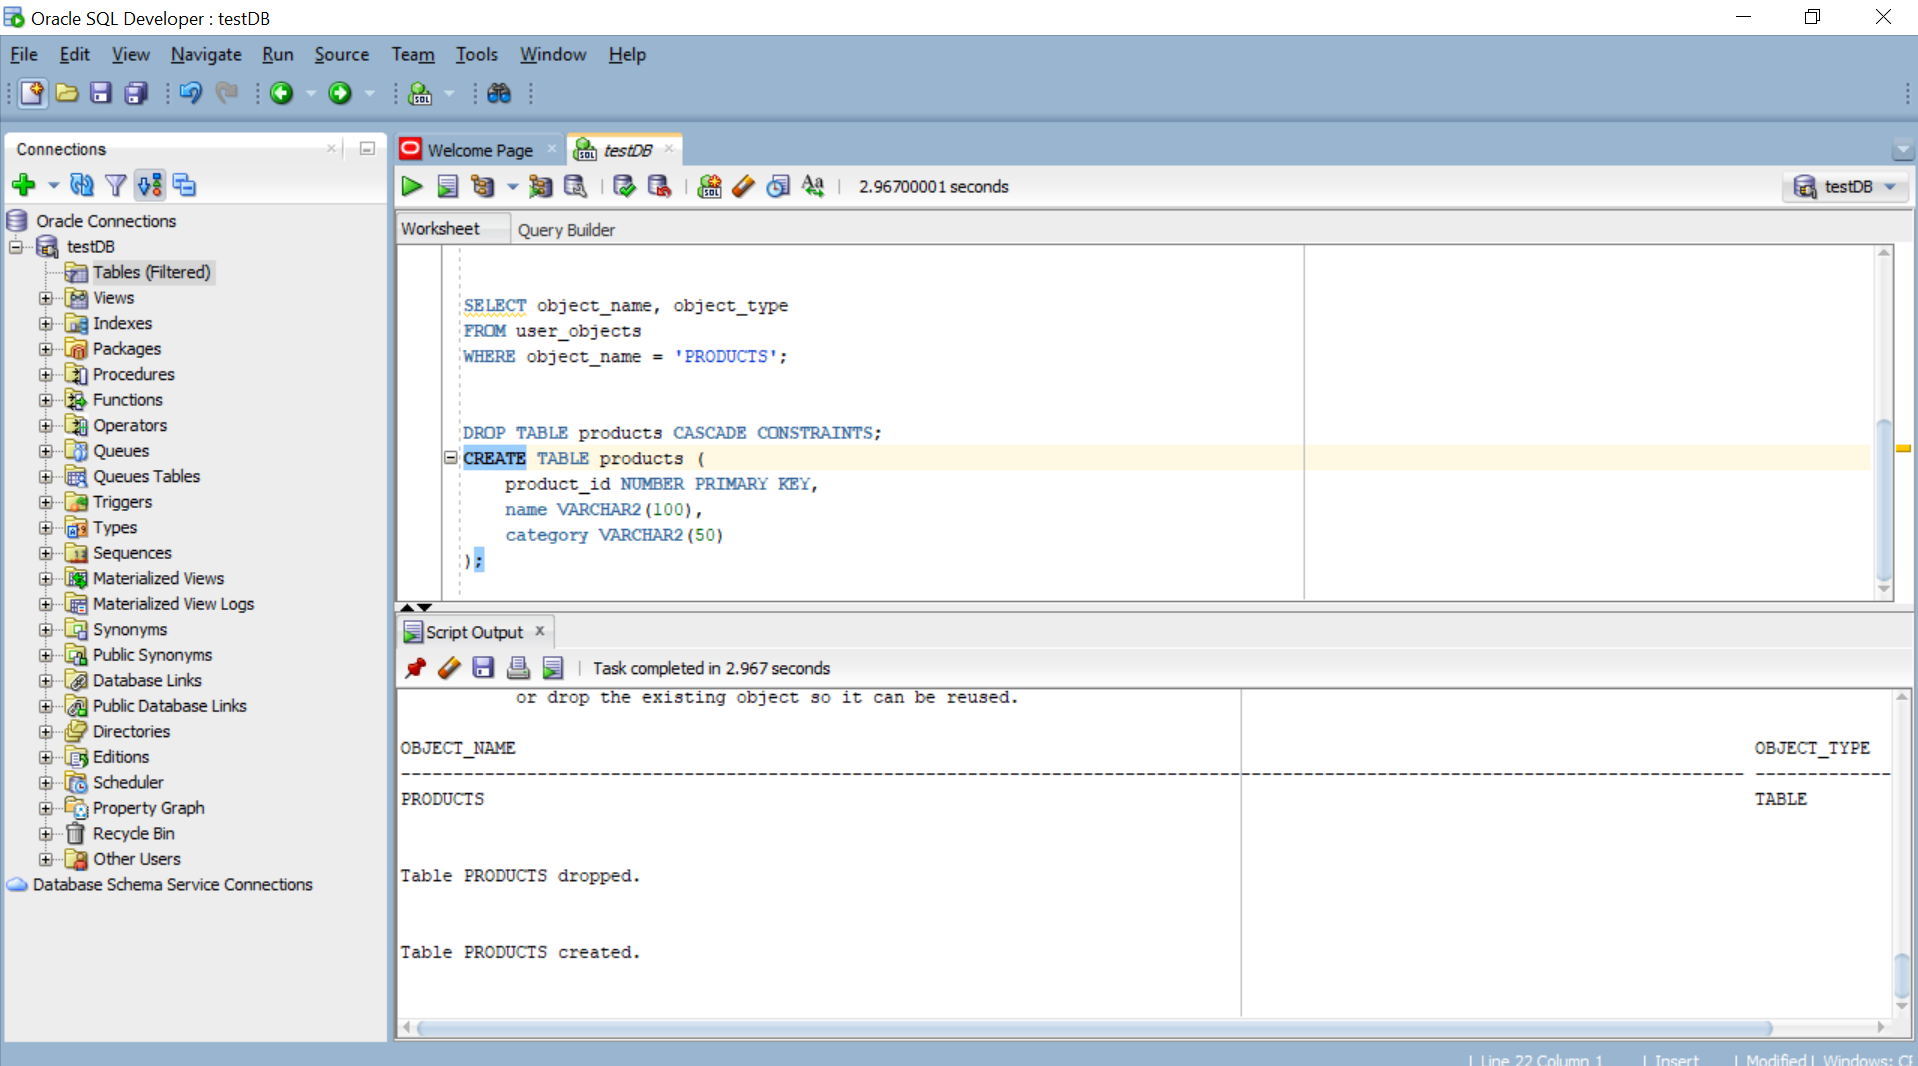 Oracle SQL Developer : testDB
File Edit View Navigate Run Source Team Tools Window Help
Connections
Oracle Connections
testDB
Tables (Filtered)
Views
Indexes
Packages
Procedures
Functions
Operators
Queues
Queues Tables
Triggers
Types
Sequences
Materialized Views
Materialized View Logs
Synonyms
Public Synonyms
Database Links
Public Database Links
Directories
Editions
Scheduler
Property Graph
Recycle Bin
Other Users
Database Schema Service Connections
Welcome Page
testDB
2.96700001 seconds
testDB
Worksheet Query Builder
SELECT object_name, object_type
FROM user_objects
WHERE object_name = 'PRODUCTS';
DROP TABLE products CASCADE CONSTRAINTS;
CREATE TABLE products (
product_id NUMBER PRIMARY KEY,
name VARCHAR2(100),
category VARCHAR2(50)
);
Script Output x
Task completed in 2.967 seconds
or drop the existing object so it can be reused.
OBJECT_NAME OBJECT_TYPE
PRODUCTS TABLE
Table PRODUCTS dropped.
Table PRODUCTS created.
Line 22 Column 1 | Insert | Modified | Windows: